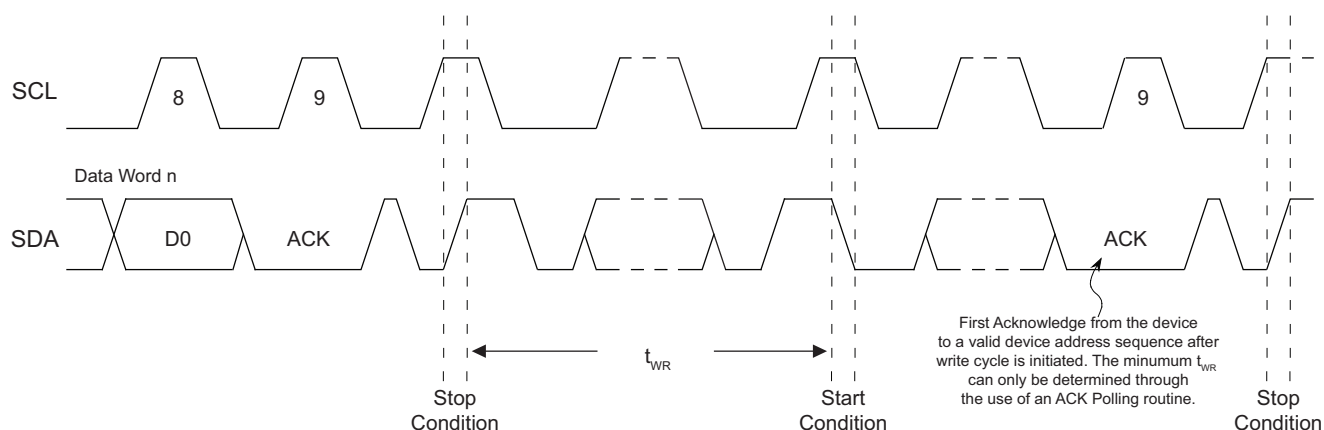 SCL
8
9
9
Data Word n
SDA
D0
ACK
ACK
First Acknowledge from the device
to a valid device address sequence after
write cycle is initiated. The minumum tWR
can only be determined through
the use of an ACK Polling routine.
tWR
Stop
Condition
Start
Condition
Stop
Condition